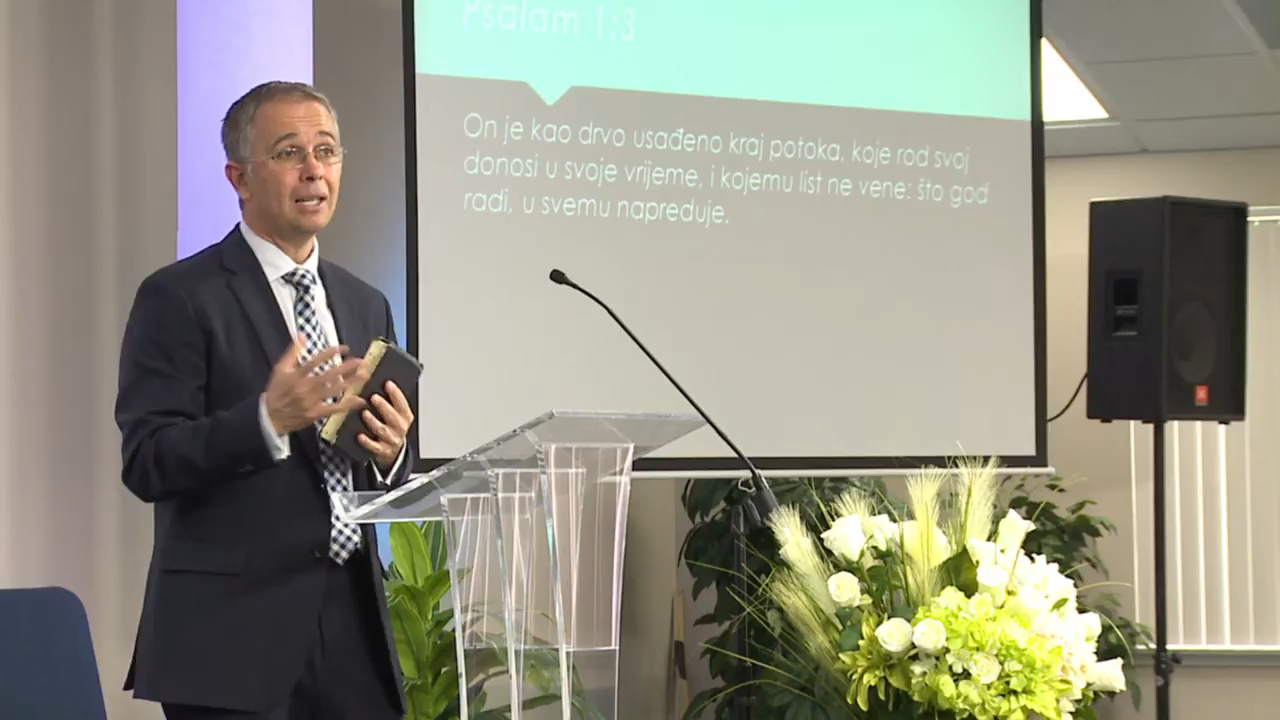 Psalam 1:3
On je kao drvo usađeno kraj potoka, koje rod svoj
donosi u svoje vrijeme, i kojemu list ne vene: što god
radi, u svemu napreduje.